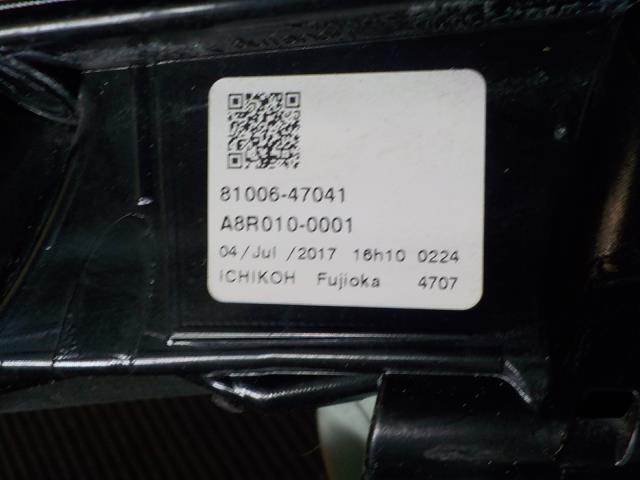 81006-47041
A8R010-0001
04/Jul /2017 16h10 0224
ICHIKOH Fujioka 4707